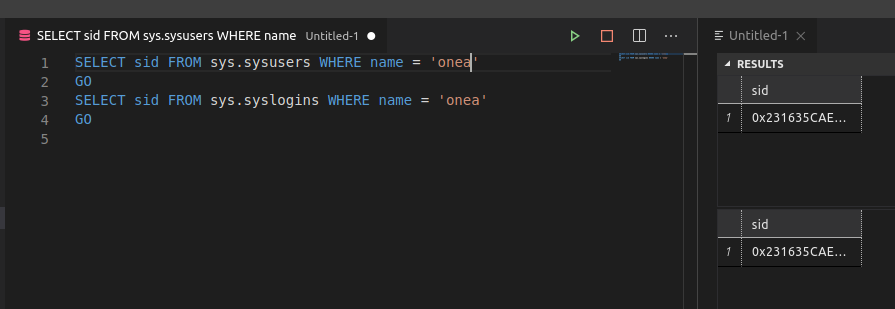 SELECT sid FROM sys.sysusers WHERE name Untitled-1
Untitled-1
1 SELECT sid FROM sys.sysusers WHERE name = 'onea'
2 GO
3 SELECT sid FROM sys.syslogins WHERE name = 'onea'
4 GO
5
RESULTS
sid
1 0x231635CAE...
sid
1 0x231635CAE...